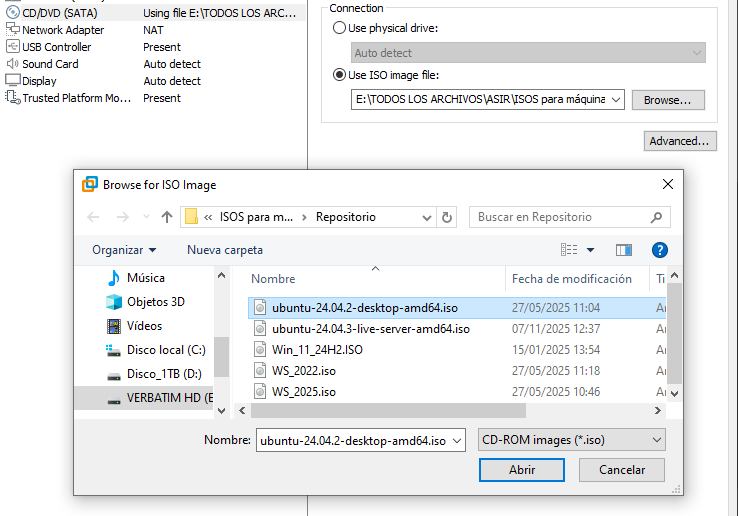 CD/DVD (SATA) Using file E:\TODOS LOS ARC...
Network Adapter NAT
USB Controller Present
Sound Card Auto detect
Display Auto detect
Trusted Platform Mo... Present
Connection
Use physical drive:
Auto detect
Use ISO image file:
E:\TODOS LOS ARCHIVOS\ASIR\ISOS para máquina Browse...
Advanced...
Browse for ISO Image
« ISOS para m... Repositorio Buscar en Repositorio
Organizar Nueva carpeta
Música
Objetos 3D
Vídeos
Disco local (C:)
Disco_1TB (D:)
VERBATIM HD (E
Nombre Fecha de modificación Ti
ubuntu-24.04.2-desktop-amd64.iso 27/05/2025 11:04 Ar
ubuntu-24.04.3-live-server-amd64.iso 07/11/2025 12:37 Ar
Win_11_24H2.ISO 15/01/2025 13:54 Ar
WS_2022.iso 27/05/2025 11:18 Ar
WS_2025.iso 27/05/2025 10:46 Ar
Nombre: ubuntu-24.04.2-desktop-amd64.iso CD-ROM images (*.iso)
Abrir Cancelar